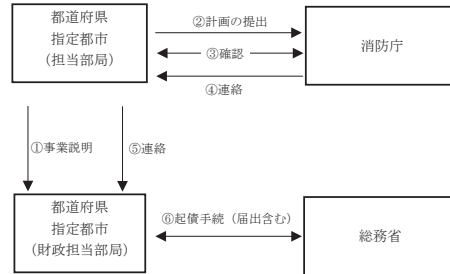 都道府県
指定都市
(担当部局)
②計画の提出
③確認
④連絡
消防庁
①事業説明
⑤連絡
都道府県
指定都市
(財政担当部局)
⑥起債手続(届出含む)
総務省